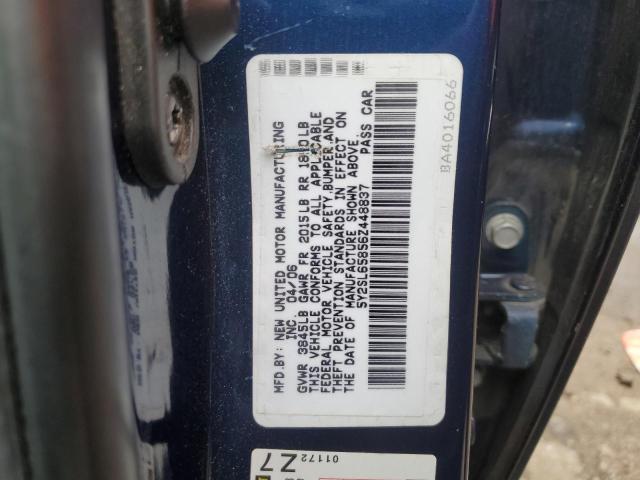 MFD.BY: NEW UNITED MOTOR MANUFACTURING
INC. 04/06
GVWR 3845LB GAWR FR 2015LB RR 1830LB
THIS VEHICLE CONFORMS TO ALL APPLICABLE
FEDERAL MOTOR VEHICLE SAFETY,BUMPER,AND
THEFT PREVENTION STANDARDS IN EFFECT ON
THE DATE OF MANUFACTURE SHOWN ABOVE.
5Y2SL65856Z448837 PASS CAR
BA4016066
01172
Z7